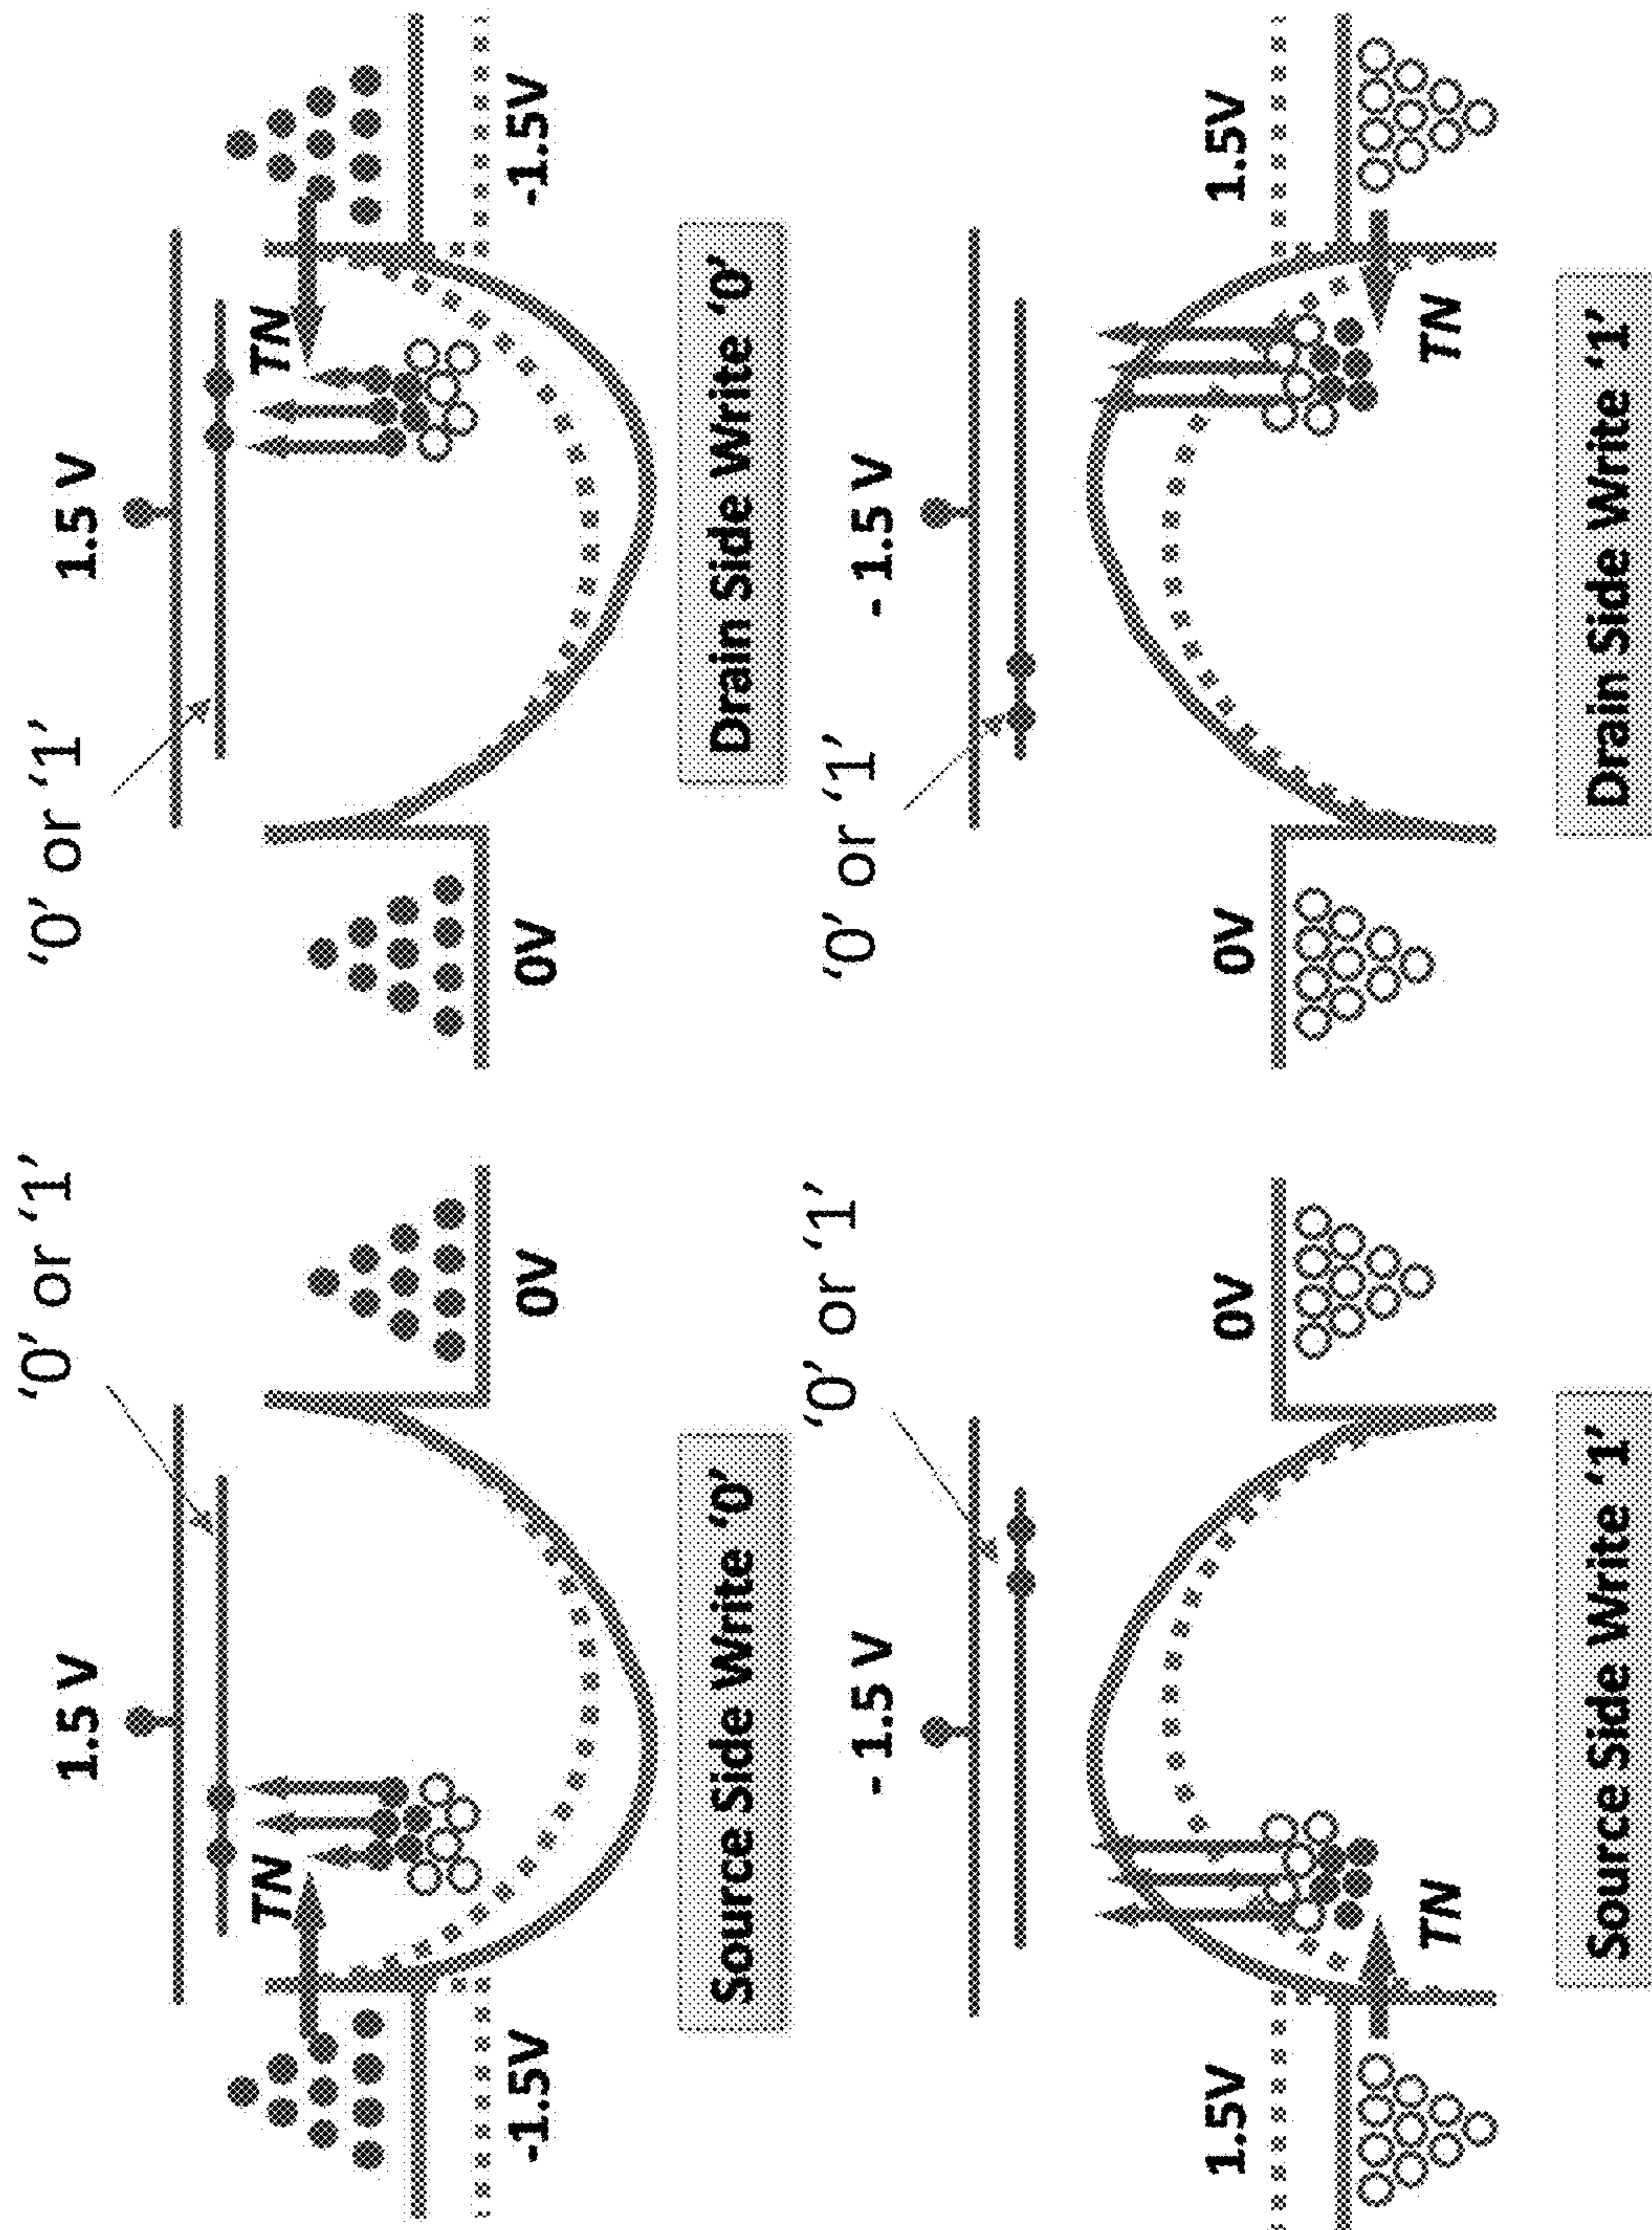 ‘0’ or ‘1’
1.5 V
TN
-1.5V
0V
Source Side Write ‘0’
‘0’ or ‘1’
1.5 V
TN
0V
-1.5V
Drain Side Write ‘0’
‘0’ or ‘1’
- 1.5 V
1.5V
0V
TN
Source Side Write ‘1’
‘0’ or ‘1’
- 1.5 V
0V
1.5V
TN
Drain Side Write ‘1’